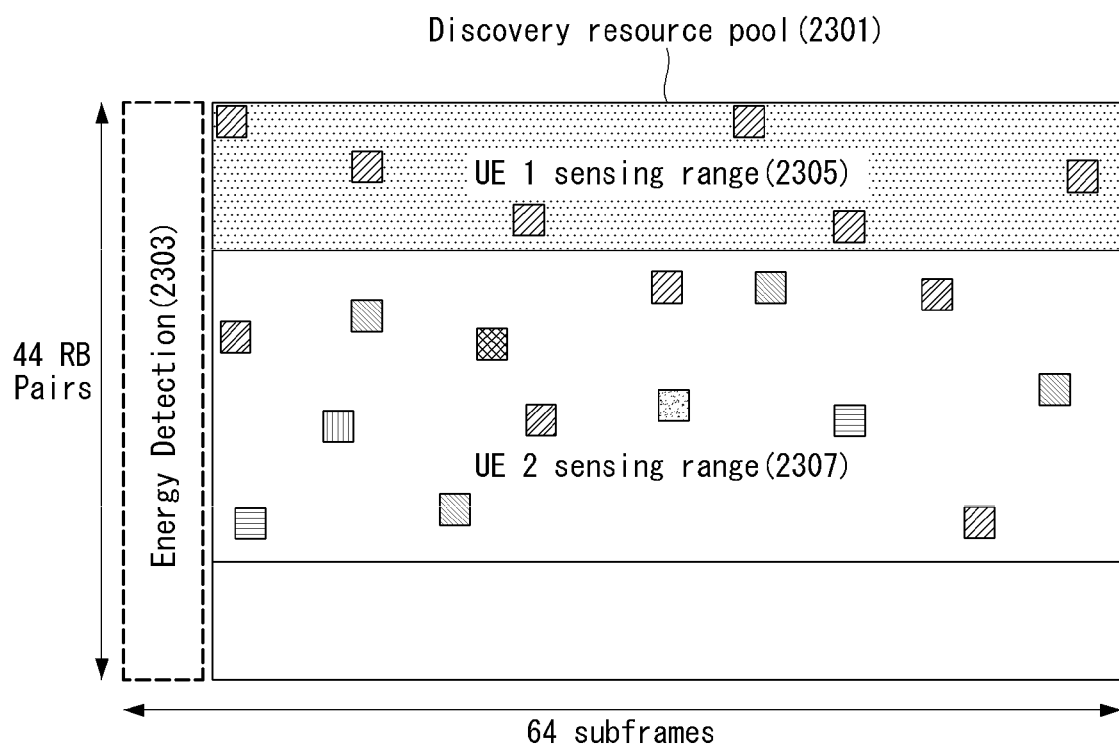 Discovery resource pool(2301)
UE 1 sensing range(2305)
Energy Detection(2303)
44 RB
Pairs
UE 2 sensing range(2307)
64 subframes